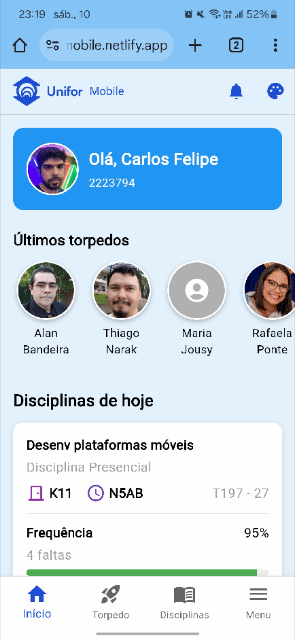 23:19 sáb., 10
52%
nobile.netlify.app
2
Unifor Mobile
Olá, Carlos Felipe
2223794
Últimos torpedos
Alan Bandeira
Thiago Narak
Maria Jousy
Rafaela Ponte
Disciplinas de hoje
Desenv plataformas móveis
Disciplina Presencial
K11 N5AB T197 - 27
Frequência 95%
4 faltas
Início Torpedo Disciplinas Menu